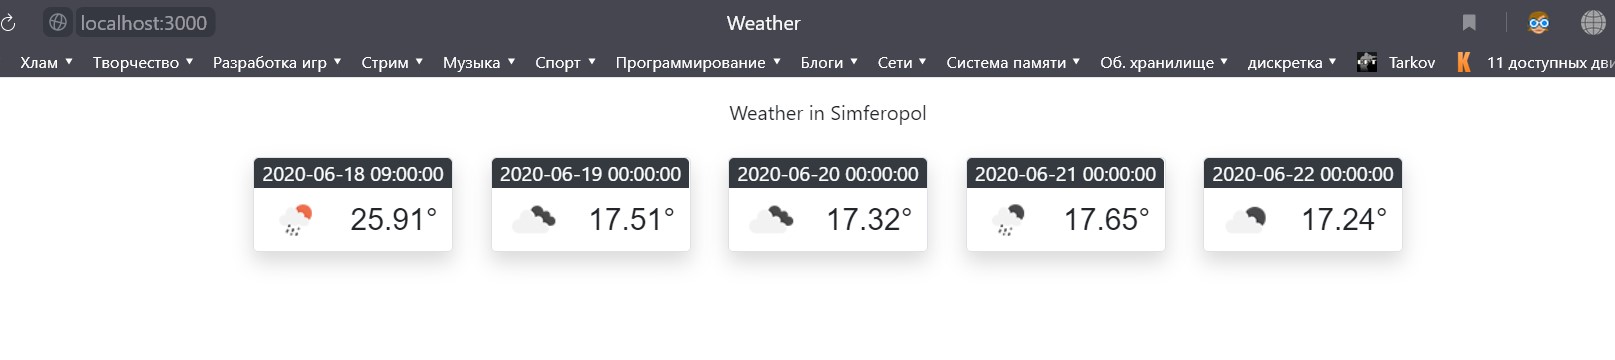 localhost:3000 Weather
Хлам Творчество Разработка игр Стрим Музыка Спорт Программирование Блоги Сети Система памяти Об. хранилище дискретка Tarkov 11 доступных дви
Weather in Simferopol
2020-06-18 09:00:00 2020-06-19 00:00:00 2020-06-20 00:00:00 2020-06-21 00:00:00 2020-06-22 00:00:00
25.91° 17.51° 17.32° 17.65° 17.24°